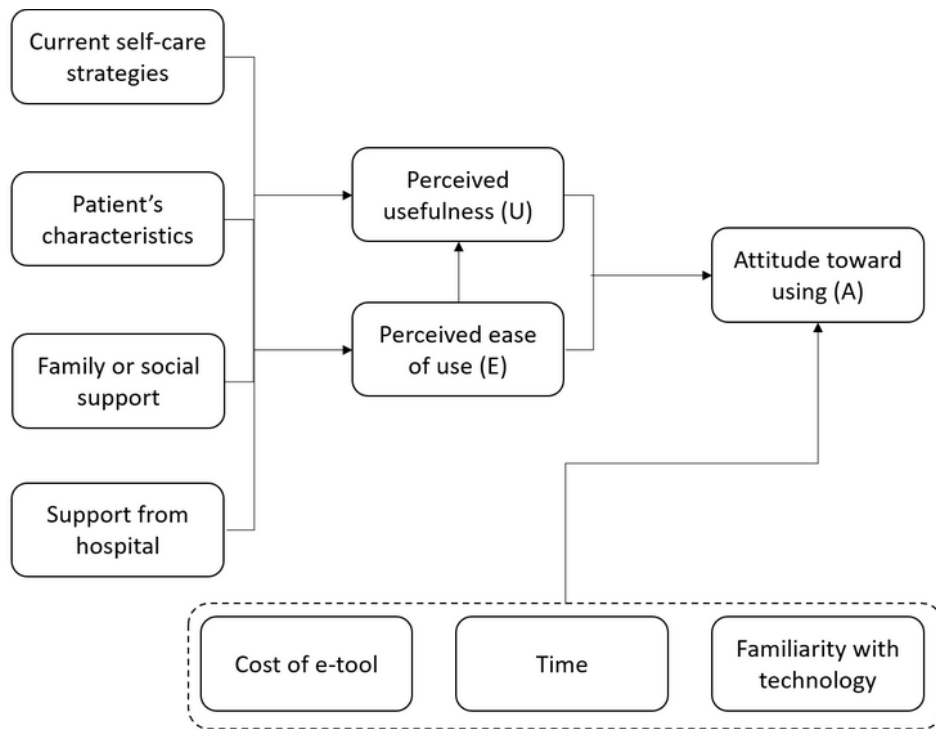 Current self-care
strategies
Patient’s
characteristics
Family or social
support
Support from
hospital
Perceived
usefulness (U)
Perceived ease
of use (E)
Attitude toward
using (A)
Cost of e-tool
Time
Familiarity with
technology